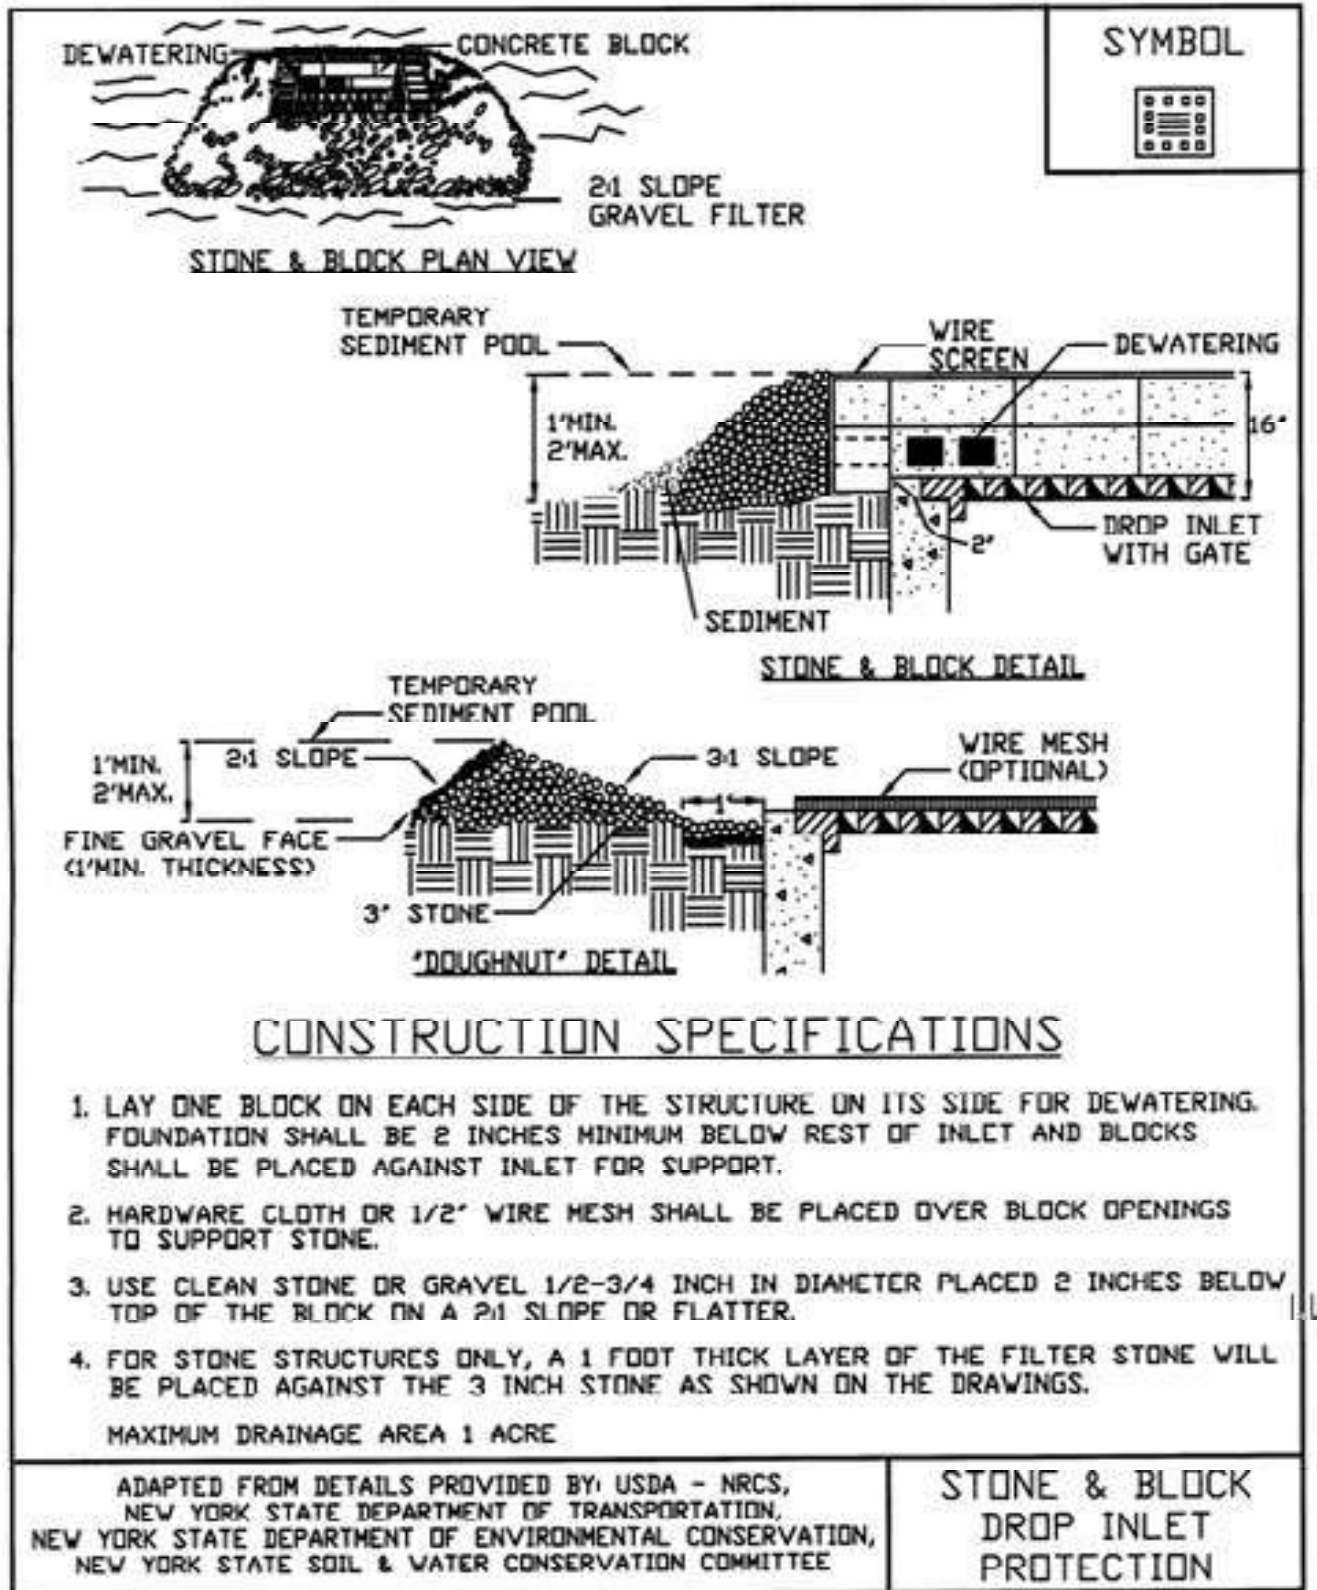 DEWATERING
CONCRETE BLOCK
SYMBOL
2:1 SLOPE
GRAVEL FILTER
STONE & BLOCK PLAN VIEW
TEMPORARY
SEDIMENT POOL
WIRE
SCREEN
DEWATERING
1'MIN.
2'MAX.
16"
2"
DROP INLET
WITH GATE
SEDIMENT
STONE & BLOCK DETAIL
TEMPORARY
SEDIMENT POOL
1'MIN.
2'MAX.
2:1 SLOPE
3:1 SLOPE
WIRE MESH
(OPTIONAL)
1'
FINE GRAVEL FACE
(1'MIN. THICKNESS)
3" STONE
"DOUGHNUT" DETAIL
CONSTRUCTION SPECIFICATIONS
1. LAY ONE BLOCK ON EACH SIDE OF THE STRUCTURE ON ITS SIDE FOR DEWATERING.
FOUNDATION SHALL BE 2 INCHES MINIMUM BELOW REST OF INLET AND BLOCKS
SHALL BE PLACED AGAINST INLET FOR SUPPORT.
2. HARDWARE CLOTH OR 1/2" WIRE MESH SHALL BE PLACED OVER BLOCK OPENINGS
TO SUPPORT STONE.
3. USE CLEAN STONE OR GRAVEL 1/2-3/4 INCH IN DIAMETER PLACED 2 INCHES BELOW
TOP OF THE BLOCK ON A 2:1 SLOPE OR FLATTER.
4. FOR STONE STRUCTURES ONLY, A 1 FOOT THICK LAYER OF THE FILTER STONE WILL
BE PLACED AGAINST THE 3 INCH STONE AS SHOWN ON THE DRAWINGS.
MAXIMUM DRAINAGE AREA 1 ACRE
ADAPTED FROM DETAILS PROVIDED BY: USDA - NRCS,
NEW YORK STATE DEPARTMENT OF TRANSPORTATION,
NEW YORK STATE DEPARTMENT OF ENVIRONMENTAL CONSERVATION,
NEW YORK STATE SOIL & WATER CONSERVATION COMMITTEE
STONE & BLOCK
DROP INLET
PROTECTION